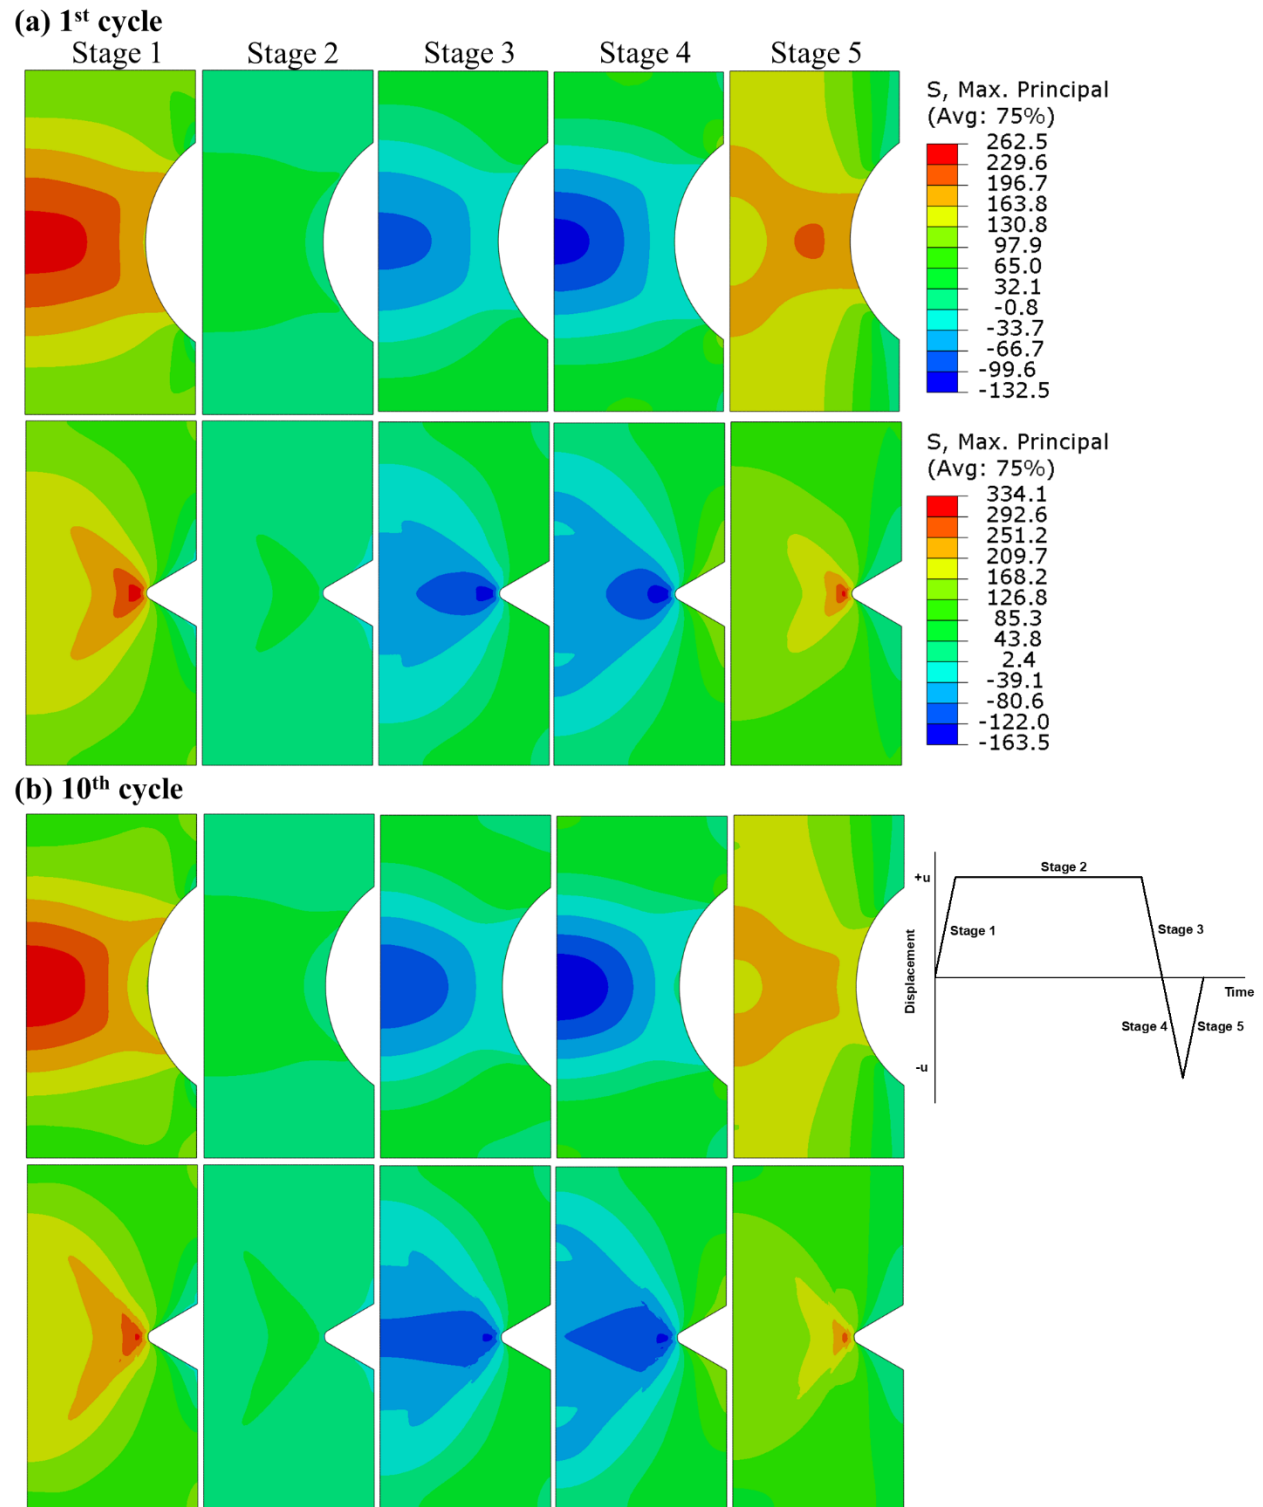 (a) 1st cycle
Stage 1 Stage 2 Stage 3 Stage 4 Stage 5
S, Max. Principal
(Avg: 75%)
262.5
229.6
196.7
163.8
130.8
97.9
65.0
32.1
-0.8
-33.7
-66.7
-99.6
-132.5
S, Max. Principal
(Avg: 75%)
334.1
292.6
251.2
209.7
168.2
126.8
85.3
43.8
2.4
-39.1
-80.6
-122.0
-163.5
(b) 10th cycle
Stage 2
+u
Stage 1 Stage 3
Displacement
Time
Stage 4 Stage 5
-u